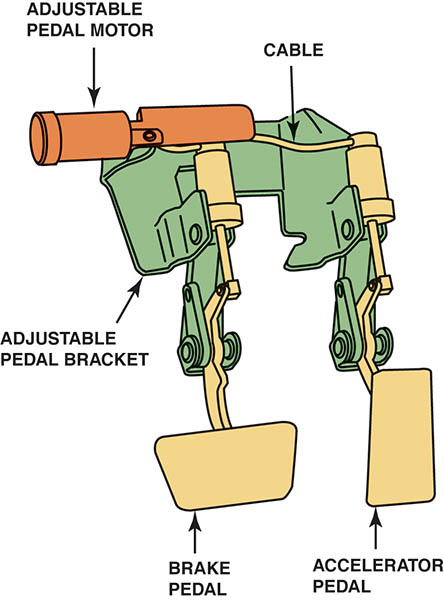 ADJUSTABLE
PEDAL MOTOR
CABLE
ADJUSTABLE
PEDAL BRACKET
BRAKE
PEDAL
ACCELERATOR
PEDAL